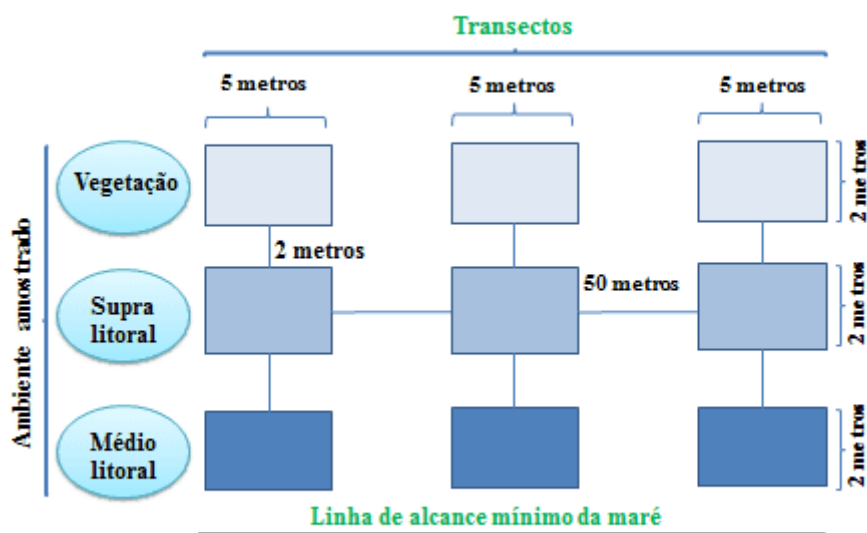 Transectos
5 metros
5 metros
5 metros
Vegetação
2 metros
2 metros
Ambiente amostrado
Supra
litoral
50 metros
2 metros
Médio
litoral
2 metros
Linha de alcance mínimo da maré